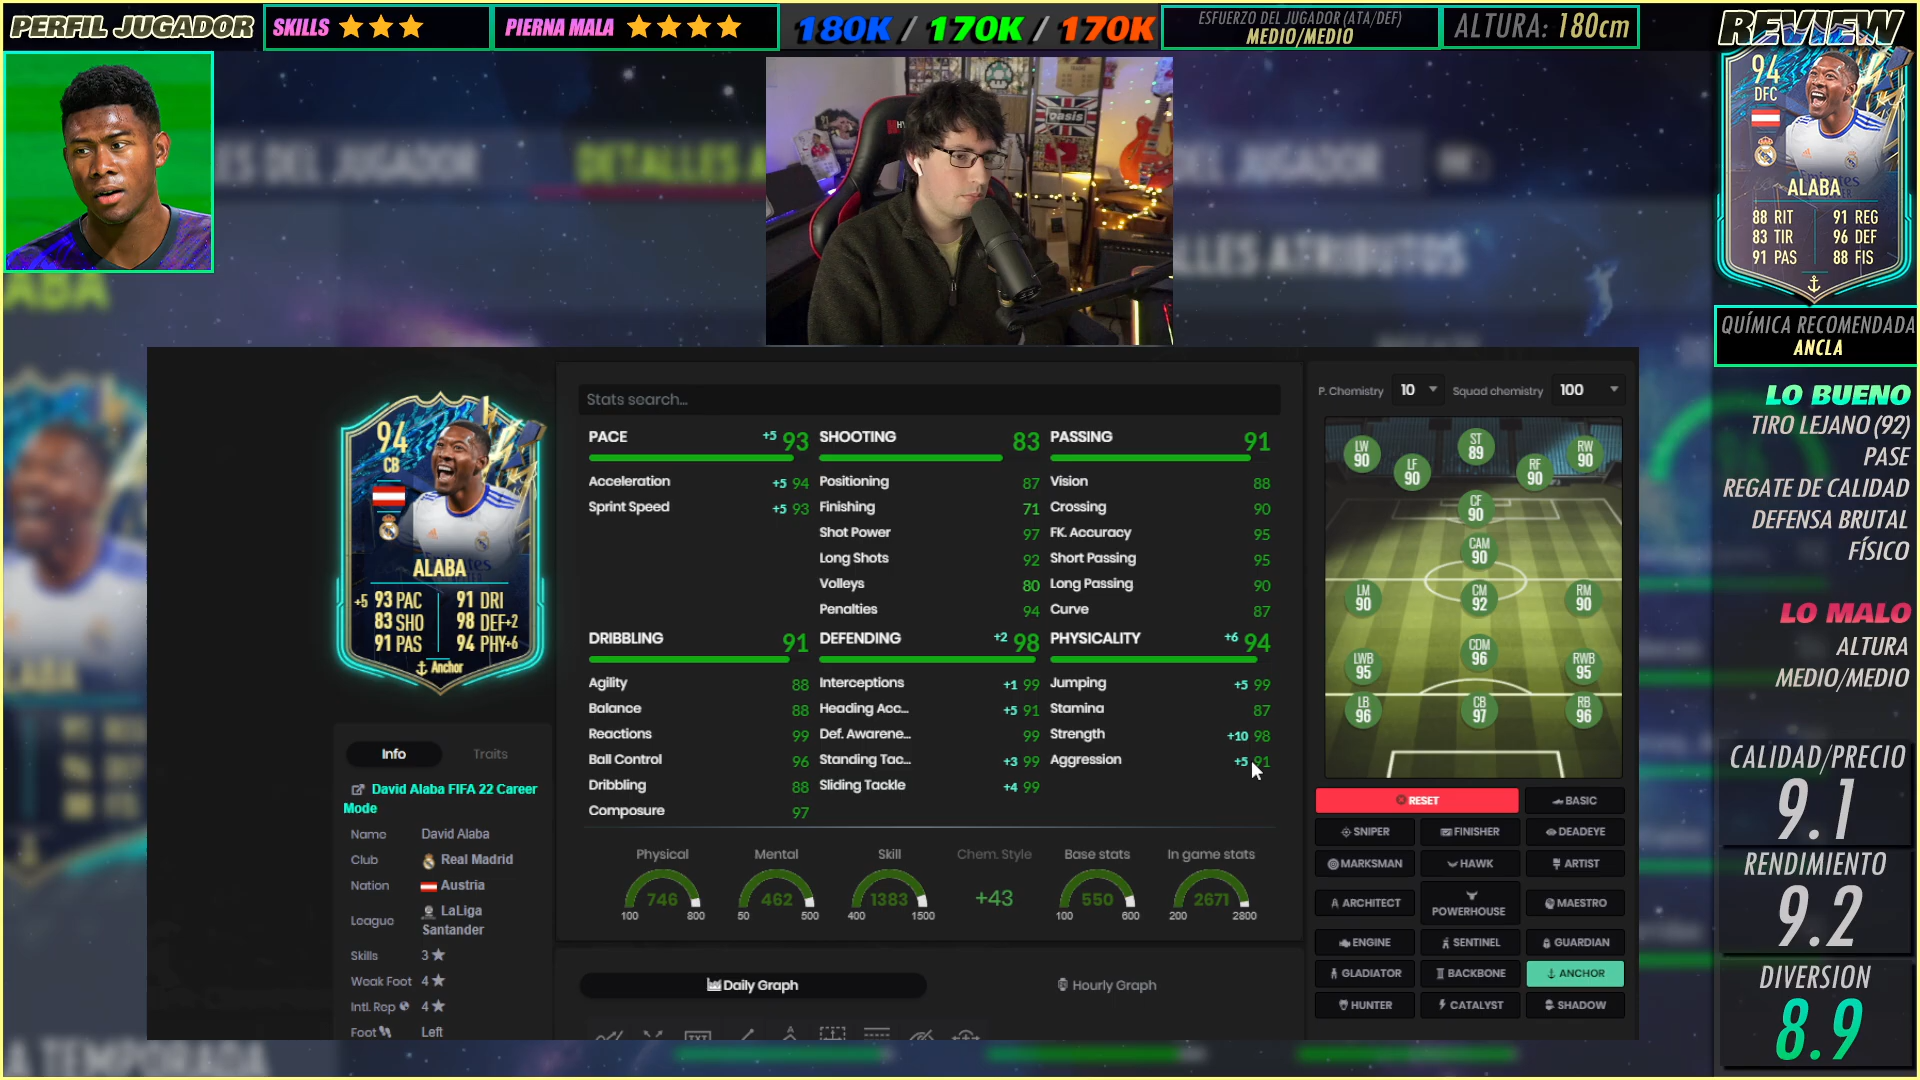 PERFIL JUGADOR
SKILLS
PIERNA MALA
180K / 170K / 170K
ESFUERZO DEL JUGADOR (ATA/DEF)
MEDIO/MEDIO
ALTURA: 180cm
REVIEW
94
DFC
ALABA
88 RIT 91 REG
83 TIR 96 DEF
91 PAS 88 FIS
QUÍMICA RECOMENDADA
ANCLA
LO BUENO
TIRO LEJANO (92)
PASE
REGATE DE CALIDAD
DEFENSA BRUTAL
FÍSICO
LO MALO
ALTURA
MEDIO/MEDIO
CALIDAD/PRECIO
9.1
RENDIMIENTO
9.2
DIVERSION
8.9
ES DEL JUGADOR
DETALLES A
DEL JUGADOR
LLES ATRIBUTOS
ABA
A TEMPORADA
oasis
94
CB
ALABA
+5 93 PAC 91 DRI
83 SHO 98 DEF+2
91 PAS 94 PHY+6
Anchor
Info Traits
David Alaba FIFA 22 Career
Mode
Name David Alaba
Club Real Madrid
Nation Austria
League LaLiga
Santander
Skills 3
Weak Foot 4
Intl. Rep 4
Foot Left
Stats search...
PACE +5 93 SHOOTING 83 PASSING 91
Acceleration +5 94 Positioning 87 Vision 88
Sprint Speed +5 93 Finishing 71 Crossing 90
Shot Power 97 FK. Accuracy 95
Long Shots 92 Short Passing 95
Volleys 80 Long Passing 90
Penalties 94 Curve 87
DRIBBLING 91 DEFENDING +2 98 PHYSICALITY +6 94
Agility 88 Interceptions +1 99 Jumping +5 99
Balance 88 Heading Acc... +5 91 Stamina 87
Reactions 99 Def. Awarene... 99 Strength +10 98
Ball Control 96 Standing Tac... +3 99 Aggression +5 91
Dribbling 88 Sliding Tackle +4 99
Composure 97
Physical Mental Skill Chem. Style Base stats In game stats
746 462 1383 +43 550 2671
100 800 50 500 400 1500 100 600 200 2800
Daily Graph Hourly Graph
TXT
P. Chemistry 10 Squad chemistry 100
LW 90
ST 89
RW 90
LF 90
RF 90
CF 90
CAM 90
LM 90
CM 92
RM 90
CDM 96
LWB 95
RWB 95
LB 96
CB 97
RB 96
RESET BASIC
SNIPER FINISHER DEADEYE
MARKSMAN HAWK ARTIST
ARCHITECT POWERHOUSE MAESTRO
ENGINE SENTINEL GUARDIAN
GLADIATOR BACKBONE ANCHOR
HUNTER CATALYST SHADOW